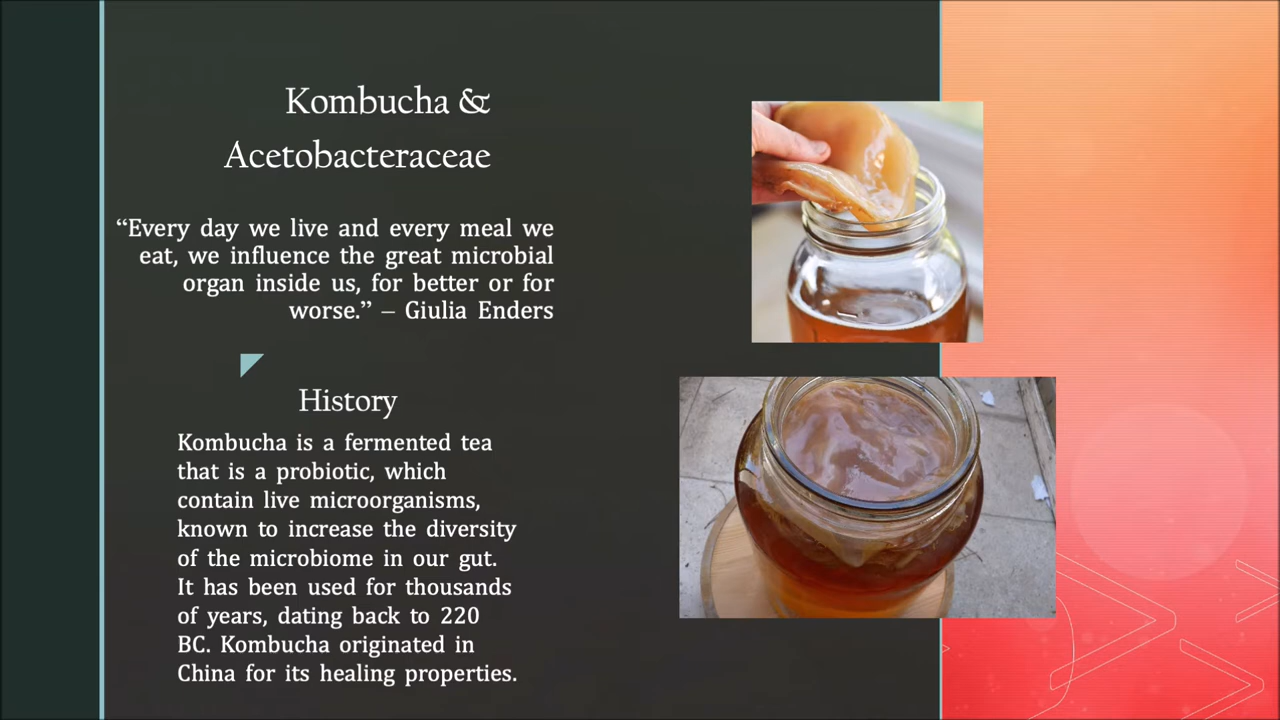 Kombucha &
Acetobacteraceae
“Every day we live and every meal we
eat, we influence the great microbial
organ inside us, for better or for
worse.” – Giulia Enders
History
Kombucha is a fermented tea
that is a probiotic, which
contain live microorganisms,
known to increase the diversity
of the microbiome in our gut.
It has been used for thousands
of years, dating back to 220
BC. Kombucha originated in
China for its healing properties.